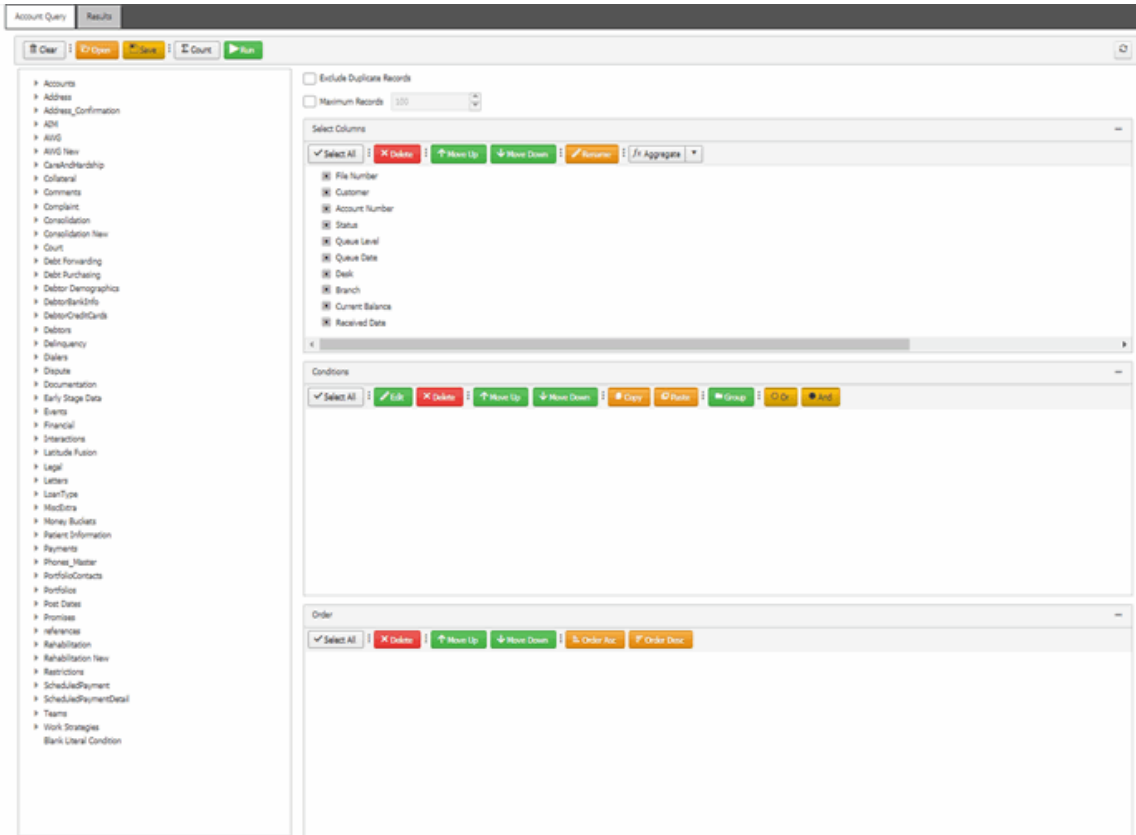 Account Query Results
Clear Open Save Σ Count Run
Accounts
Address
Address_Confirmation
AIM
AWG
AWG New
CareAndHardship
Collateral
Comments
Complaint
Consolidation
Consolidation New
Court
Debt Forwarding
Debt Purchasing
Debtor Demographics
DebtorBankInfo
DebtorCreditCards
Debtors
Delinquency
Dialers
Dispute
Documentation
Early Stage Data
Events
Financial
Interactions
Latitude Fusion
Legal
Letters
LoanType
MiscExtra
Money Buckets
Patient Information
Payments
Phones_Master
PortfolioContacts
Portfolios
Post Dates
Promises
references
Rehabilitation
Rehabilitation New
Restrictions
ScheduledPayment
ScheduledPaymentDetail
Teams
Work Strategies
Blank Literal Condition
Exclude Duplicate Records
Maximum Records 100
Select Columns
Select All Delete Move Up Move Down Rename fx Aggregate
File Number
Customer
Account Number
Status
Queue Level
Queue Date
Desk
Branch
Current Balance
Received Date
Conditions
Select All Edit Delete Move Up Move Down Copy Paste Group Or And
Order
Select All Delete Move Up Move Down Order Asc Order Desc